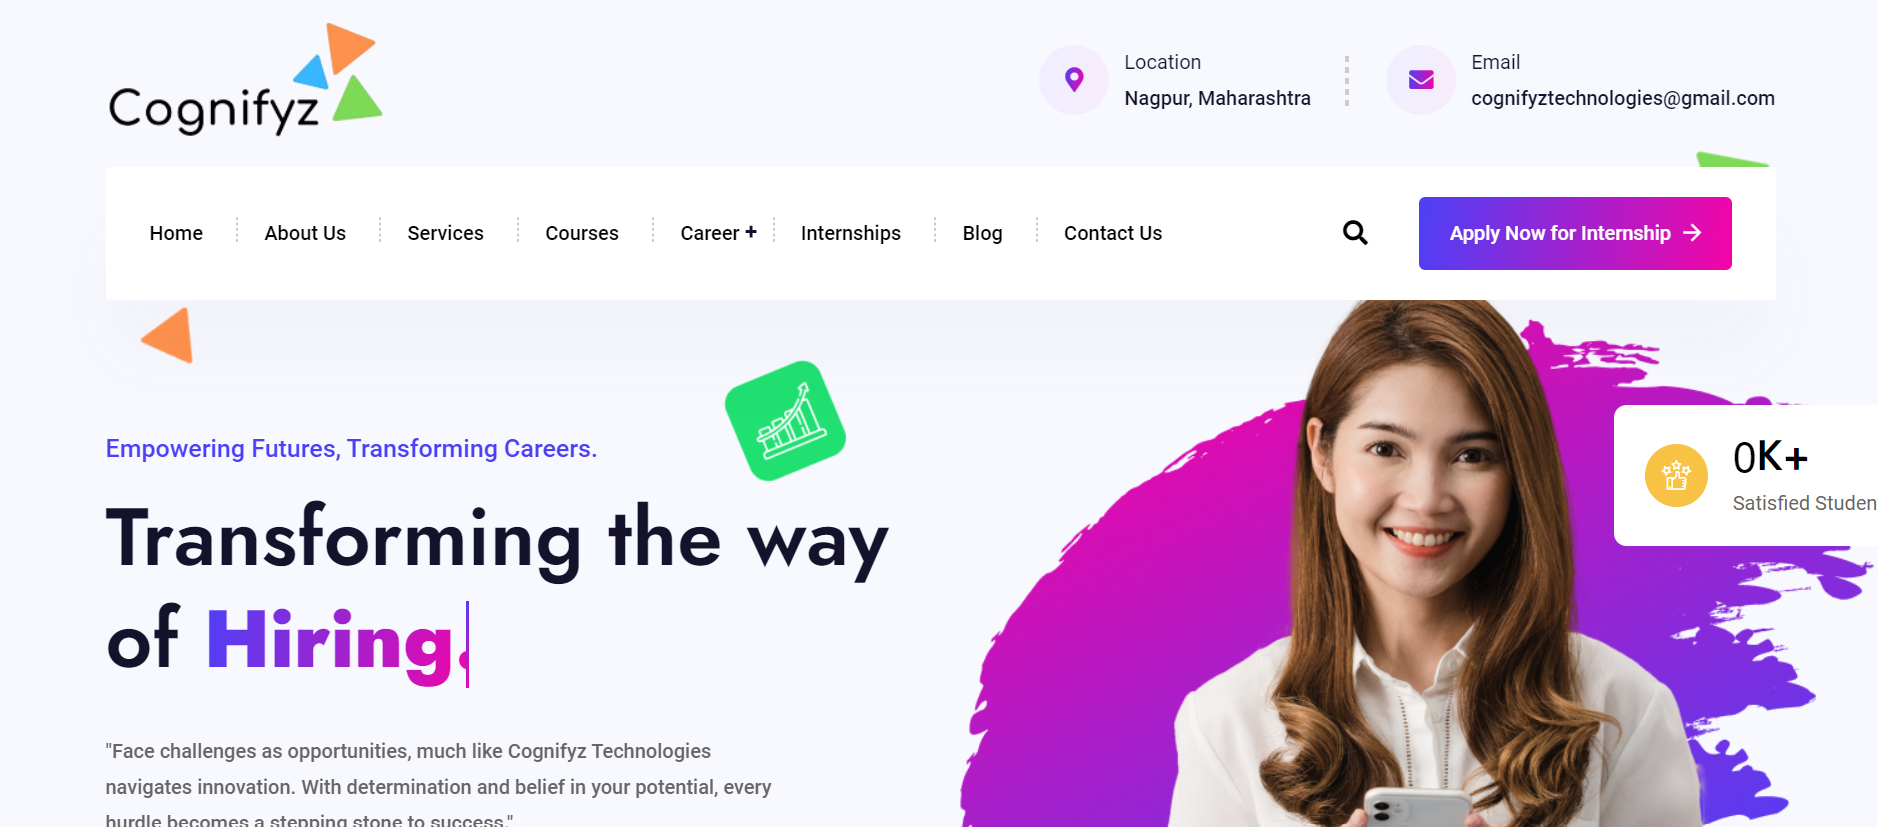 Cognifyz
Location
Nagpur, Maharashtra
Email
cognifyztechnologies@gmail.com
Home
About Us
Services
Courses
Career +
Internships
Blog
Contact Us
Apply Now for Internship
Empowering Futures, Transforming Careers.
Transforming the way
of Hiring.
0K+
Satisfied Studen
"Face challenges as opportunities, much like Cognifyz Technologies
navigates innovation. With determination and belief in your potential, every
hurdle becomes a stepping stone to success."